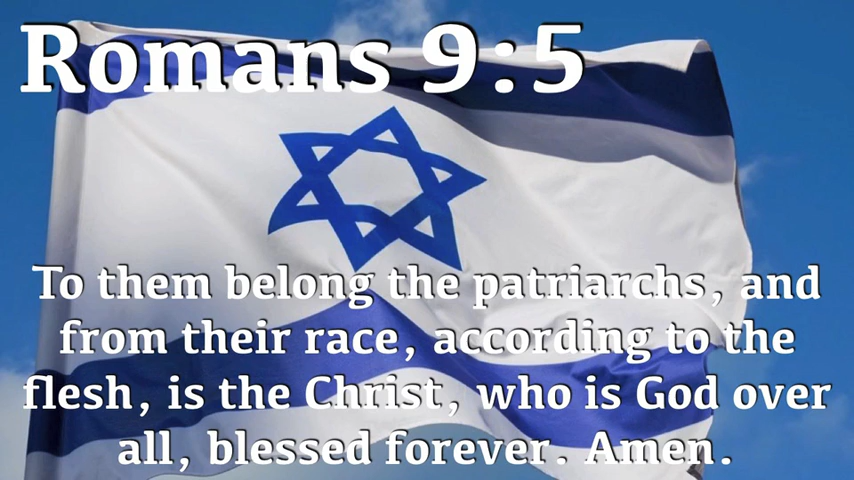 Romans 9:5
To them belong the patriarchs, and
from their race, according to the
flesh, is the Christ, who is God over
all, blessed forever. Amen.